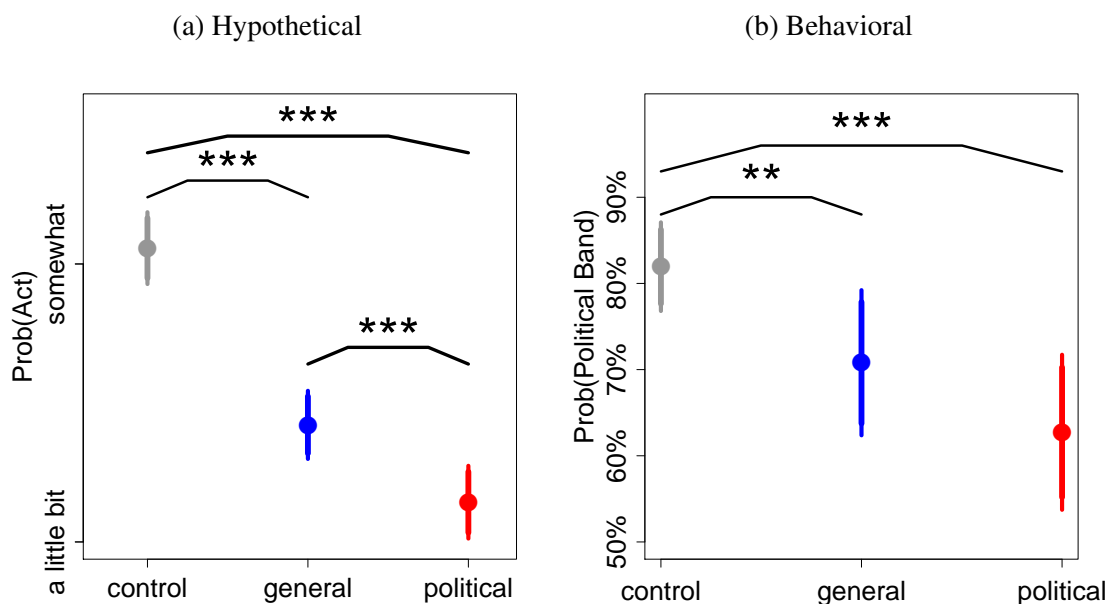 (a) Hypothetical
Prob(Act)
a little bit
somewhat
***
***
***
control
general
political
(b) Behavioral
Prob(Political Band)
90%
80%
70%
60%
50%
***
**
control
general
political